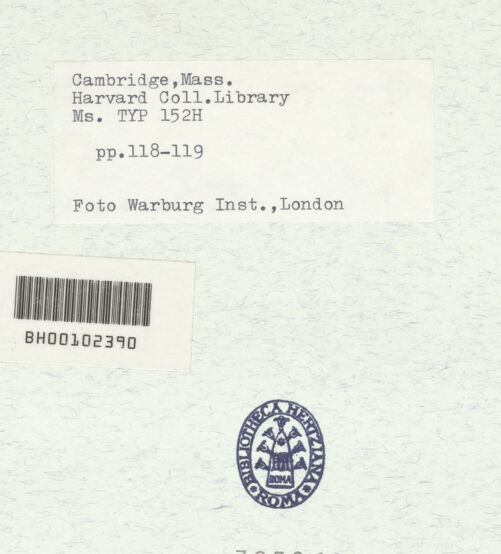 Cambridge,Mass.
Harvard Coll.Library
Ms. TYP 152H
pp.118-119
Foto Warburg Inst.,London
BH00102390
BIBLIOTHECA HERTZIANA
ROMA
ROMA